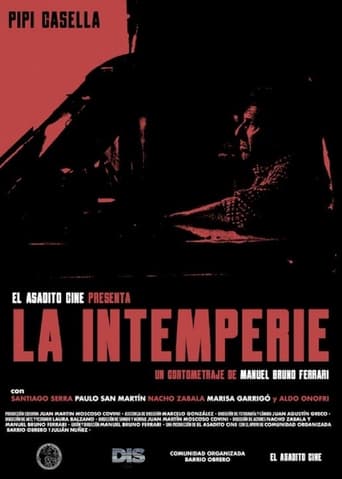 PIPI CASELLA
EL ASADITO CINE PRESENTA
LA INTEMPERIE
UN CORTOMETRAJE DE MANUEL BRUNO FERRARI
con
SANTIAGO SERRA PAULO SAN MARTÍN NACHO ZABALA MARISA GARRIGÓ y ALDO ONOFRI
PRODUCCIÓN EJECUTIVA JUAN MARTÍN MOSCOSO COVINI ASISTENCIA DE DIRECCIÓN MARCELO GONZÁLEZ DIRECCIÓN DE FOTOGRAFÍA Y CÁMARA JUAN AGUSTÍN GRECO
DIRECCIÓN DE ARTE Y VESTUARIO LAURA BALZANO DIRECCIÓN DE SONIDO Y MONTAJE JUAN MARTÍN MOSCOSO COVINI DIRECCIÓN DE ACTORES NACHO ZABALA Y
MANUEL BRUNO FERRARI GUIÓN Y DIRECCIÓN MANUEL BRUNO FERRARI UNA PRODUCCIÓN DE EL ASADITO CINE CON EL APOYO DE COMUNIDAD ORGANIZADA
BARRIO OBRERO Y JULIÁN NUÑEZ
DIS
COMUNIDAD ORGANIZADA
BARRIO OBRERO
EL ASADITO CINE